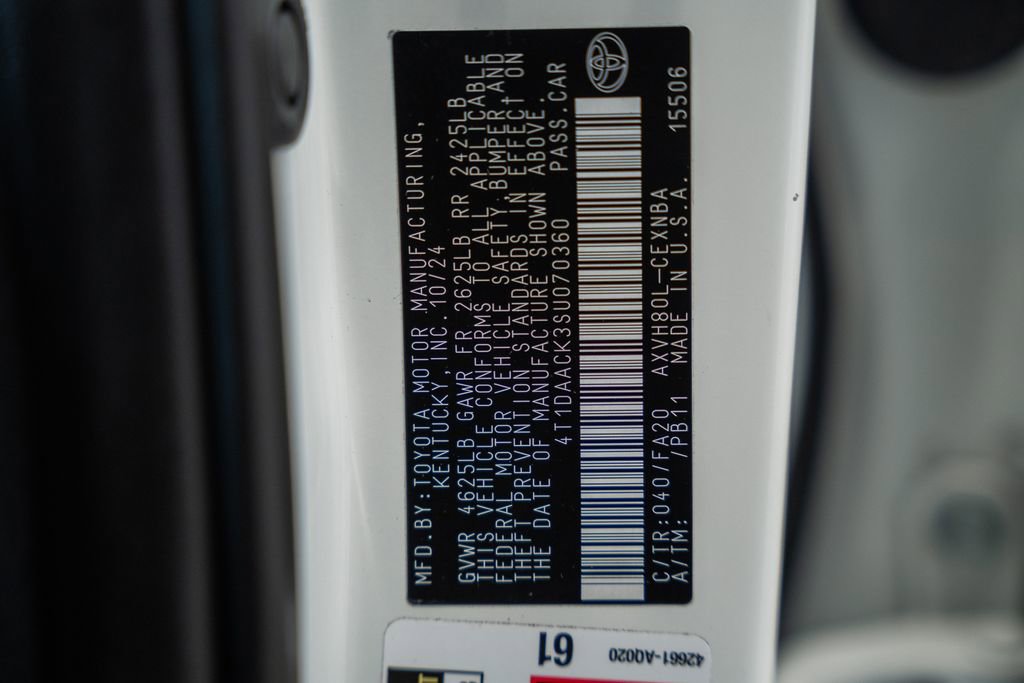 MFD.BY:TOYOTA MOTOR MANUFACTURING,
KENTUCKY,INC.10/24
GVWR 4625LB GAWR FR 2625LB RR 2425LB
THIS VEHICLE CONFORMS TO ALL APPLICABLE
FEDERAL MOTOR VEHICLE SAFETY,BUMPER,AND
THEFT PREVENTION STANDARDS IN EFFECT ON
THE DATE OF MANUFACTURE SHOWN ABOVE.
4T1DAACK3SU070360 PASS.CAR
C/TR:040/FA20 AXVH80L-CEXNBA 15506
A/TM: /PB11 MADE IN U.S.A.
61
42661-AQ020